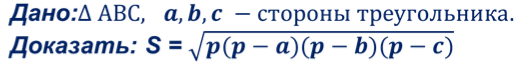 Дано:∆ ABC, a, b, c − стороны треугольника.
Доказать: S = √p(p − a)(p − b)(p − c)